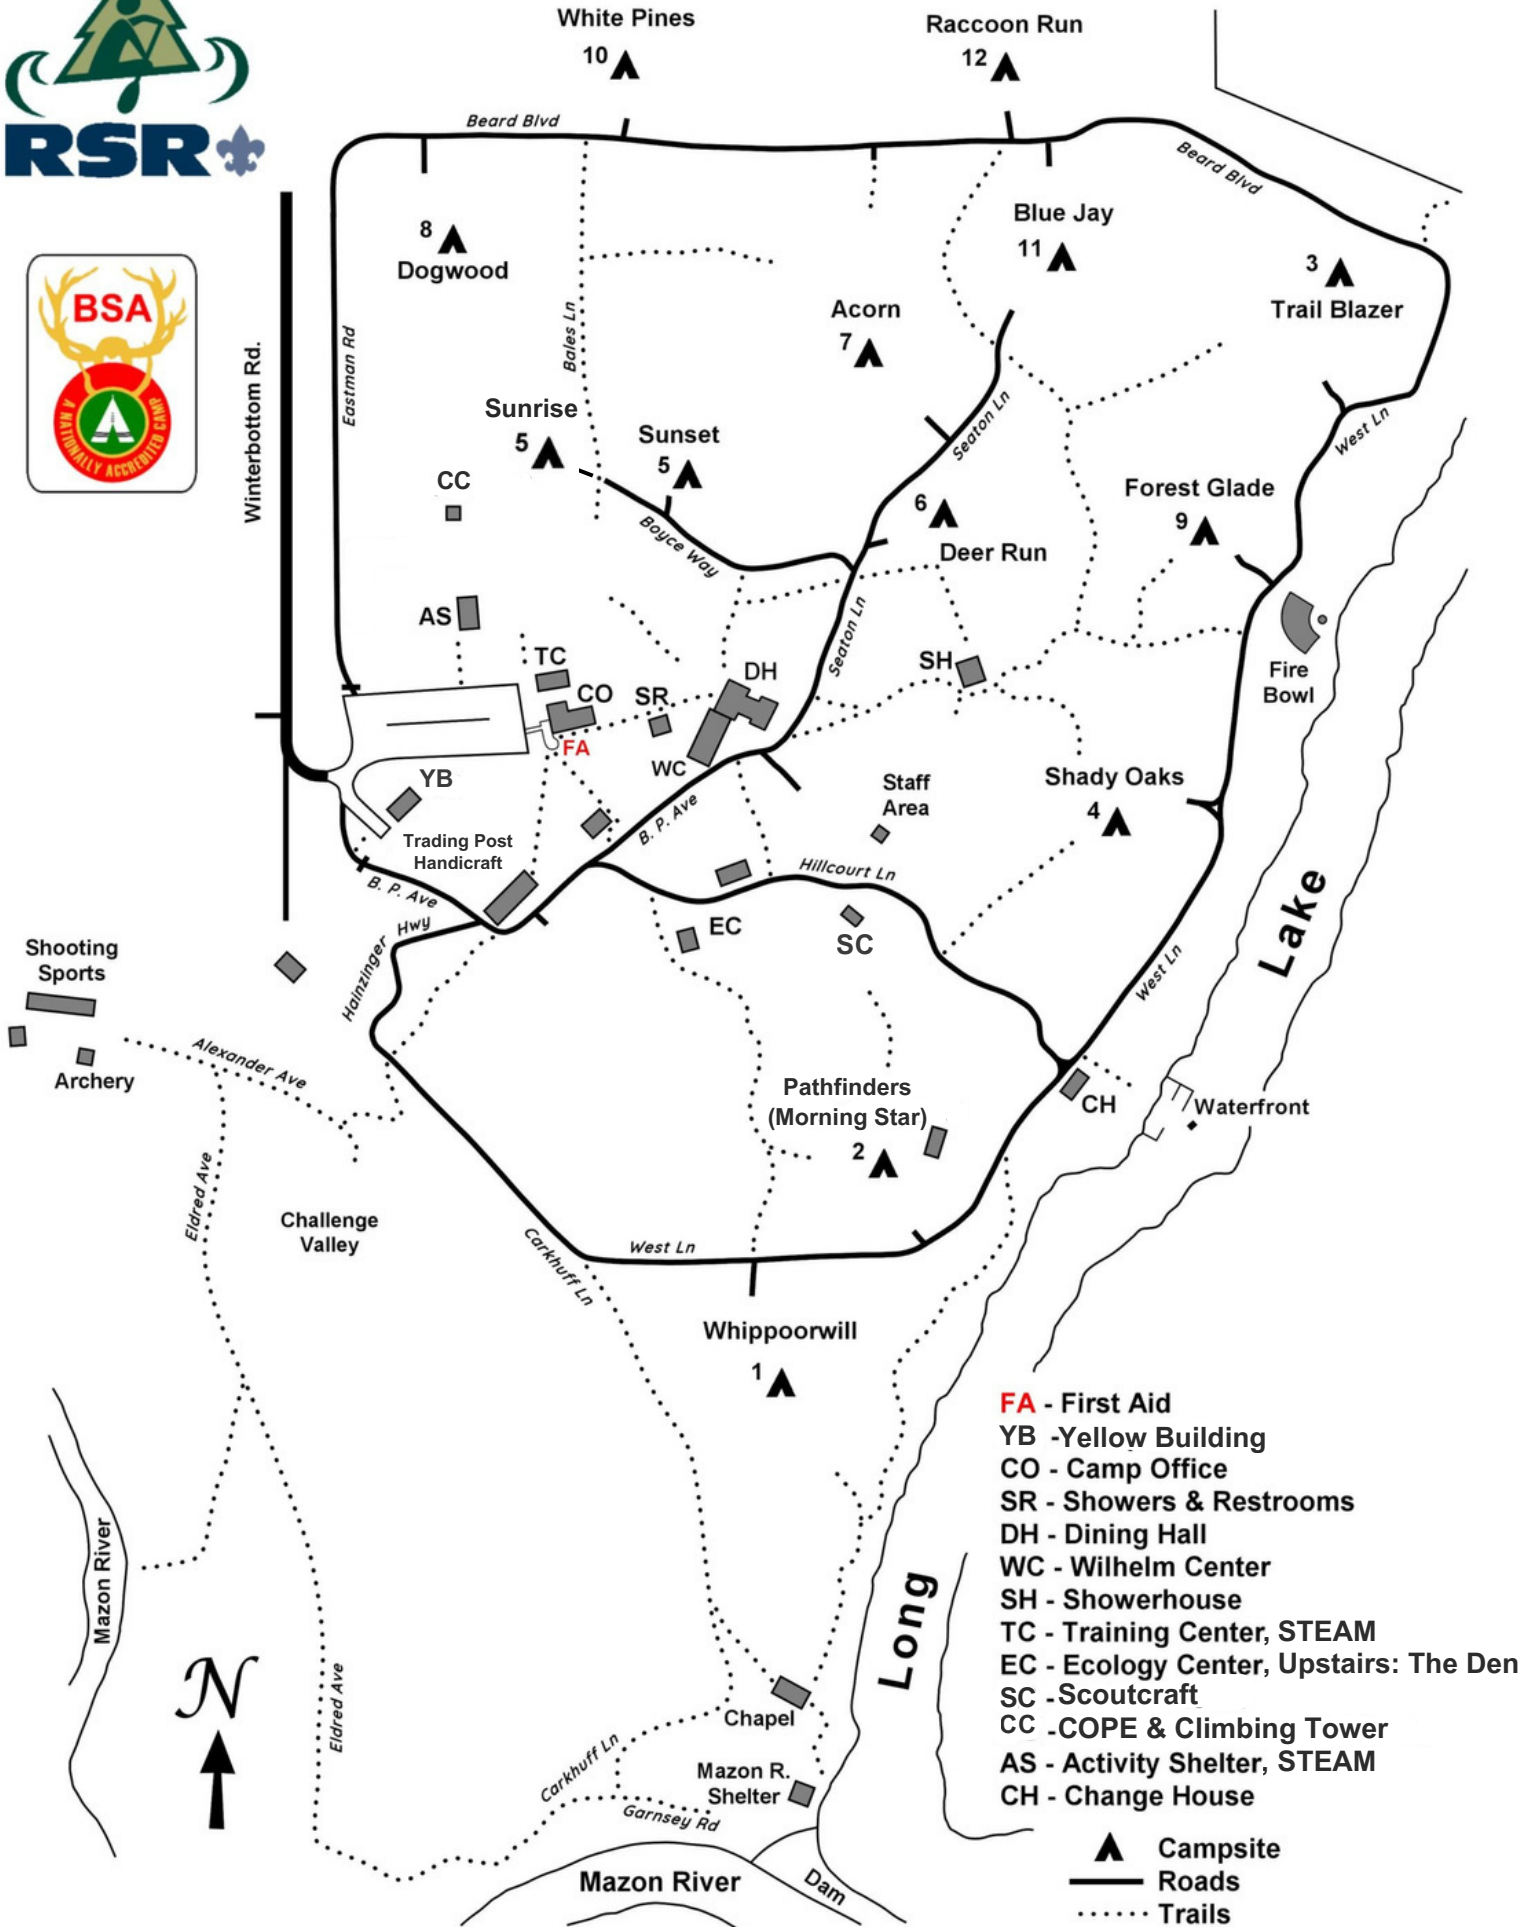 White Pines
10
Raccoon Run
12
RSR
Beard Blvd
Beard Blvd
BSA
A NATIONALLY ACCREDITED CAMP
Winterbottom Rd.
Eastman Rd
8
Dogwood
Bales Ln
Blue Jay
11
3
Trail Blazer
Acorn
7
Sunrise
5
Sunset
5
Seaton Ln
West Ln
CC
Boyce Way
6
Deer Run
Forest Glade
9
AS
TC
CO
SR
DH
Seaton Ln
SH
Fire
Bowl
FA
WC
YB
Trading Post
Handicraft
B. P. Ave
B. P. Ave
Staff
Area
Shady Oaks
4
Hillcourt Ln
EC
SC
Hainzinger Hwy
Lake
West Ln
Shooting
Sports
Archery
Alexander Ave
Eldred Ave
Challenge
Valley
Pathfinders
(Morning Star)
2
CH
Waterfront
Carkhuff Ln
West Ln
Whippoorwill
1
Mazon River
N
Eldred Ave
Long
Chapel
Mazon R.
Shelter
Carkhuff Ln
Garnsey Rd
Mazon River
Dam
FA - First Aid
YB -Yellow Building
CO - Camp Office
SR - Showers & Restrooms
DH - Dining Hall
WC - Wilhelm Center
SH - Showerhouse
TC - Training Center, STEAM
EC - Ecology Center, Upstairs: The Den
SC -Scoutcraft
CC -COPE & Climbing Tower
AS - Activity Shelter, STEAM
CH - Change House
Campsite
Roads
Trails